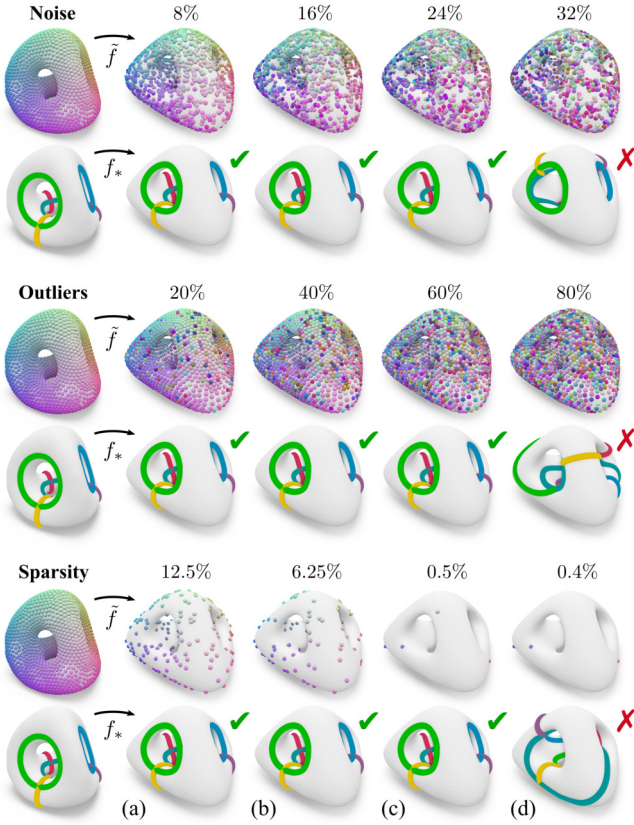 Noise 8% 16% 24% 32%
f̃
f∗ ✓ ✓ ✓ ✗
Outliers 20% 40% 60% 80%
f̃
f∗ ✓ ✓ ✓ ✗
Sparsity 12.5% 6.25% 0.5% 0.4%
f̃
f∗ ✓ ✓ ✓ ✗
(a) (b) (c) (d)